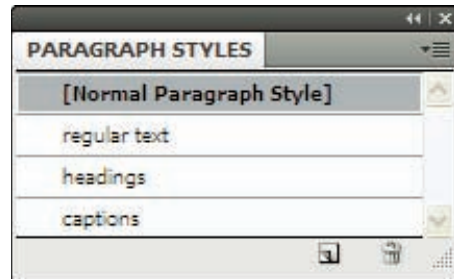 PARAGRAPH STYLES
[Normal Paragraph Style]
regular text
headings
captions